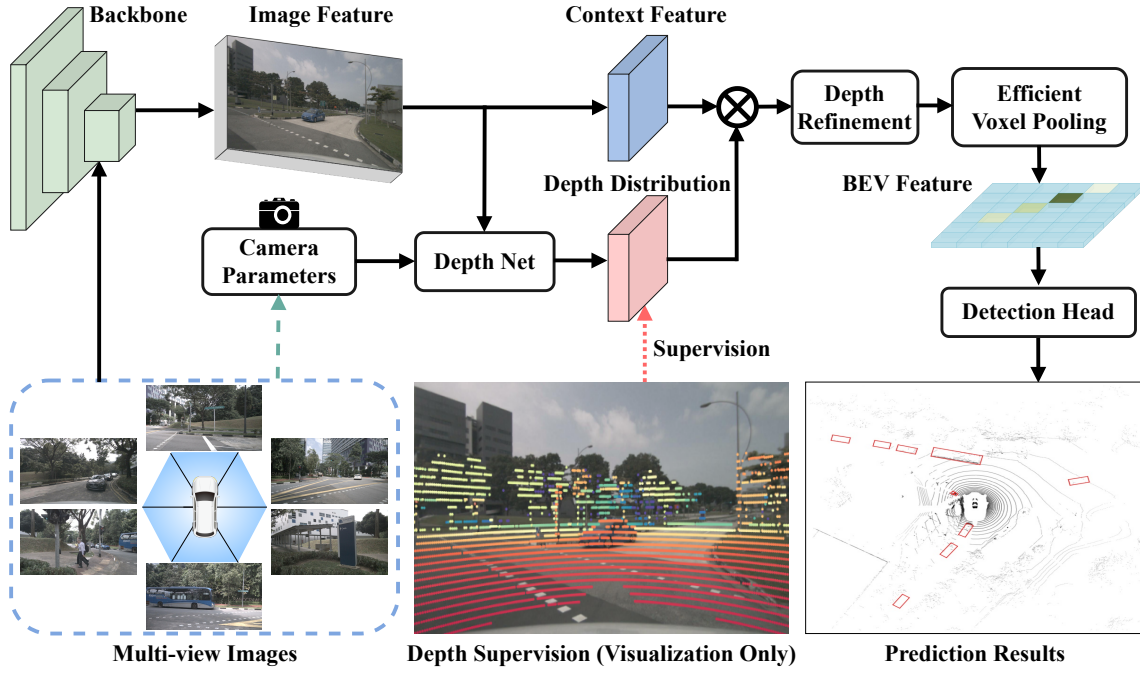 Backbone
Image Feature
Context Feature
Depth
Refinement
Efficient
Voxel Pooling
Depth Distribution
BEV Feature
Camera
Parameters
Depth Net
Detection Head
Supervision
Multi-view Images
Depth Supervision (Visualization Only)
Prediction Results